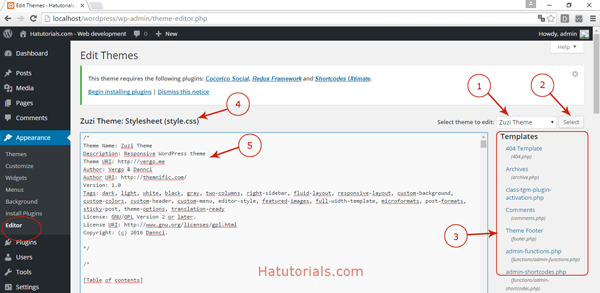 Edit Themes ‹ Hatutorials
localhost/wordpress/wp-admin/theme-editor.php
Hatutorials.com - Web development 0 + New Howdy, admin
Help
Dashboard
Posts
Media
Pages
Comments
Appearance
Themes
Customize
Widgets
Menus
Background
Install Plugins
Editor
Plugins
Users
Tools
Settings
Edit Themes
This theme requires the following plugins: Cocorico Social, Redux Framework and Shortcodes Ultimate.
Begin installing plugins | Dismiss this notice
1
2
4
Zuzi Theme: Stylesheet (style.css)
Select theme to edit: Zuzi Theme Select
5
/*
Theme Name: Zuzi Theme
Description: Responsive WordPress theme
Theme URI: http://vergo.me
Author: Vergo & Dannci
Author URI: http://themnific.com/
Version: 1.0
Tags: dark, light, white, black, gray, two-columns, right-sidebar, fluid-layout, responsive-layout, custom-background,
custom-colors, custom-header, custom-menu, editor-style, featured-images, full-width-template, microformats, post-formats,
sticky-post, theme-options, translation-ready
License: GNU/GPL Version 2 or later.
License URI: http://www.gnu.org/licenses/gpl.html
Copyright: (c) 2016 Dannci.
*/
/*
[Table of contents]
Hatutorials.com
3
Templates
404 Template
(404.php)
Archives
(archive.php)
class-tgm-plugin-
activation.php
Comments
(comments.php)
Theme Footer
(footer.php)
admin-functions.php
(functions/admin-functions.php)
admin-shortcodes.php
(functions/admin-
shortcodes.php)